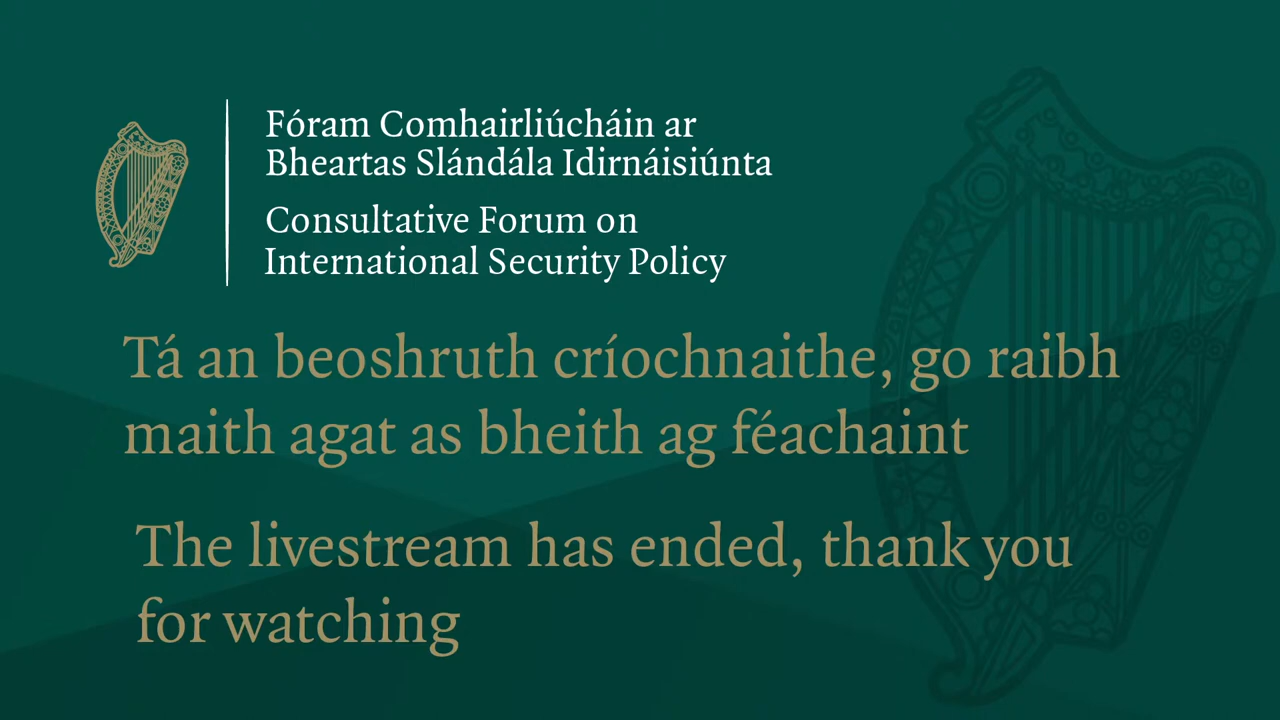 Fóram Comhairliúcháin ar
Bheartas Slándála Idirnáisiúnta
Consultative Forum on
International Security Policy
Tá an beoshruth críochnaithe, go raibh
maith agat as bheith ag féachaint
The livestream has ended, thank you
for watching